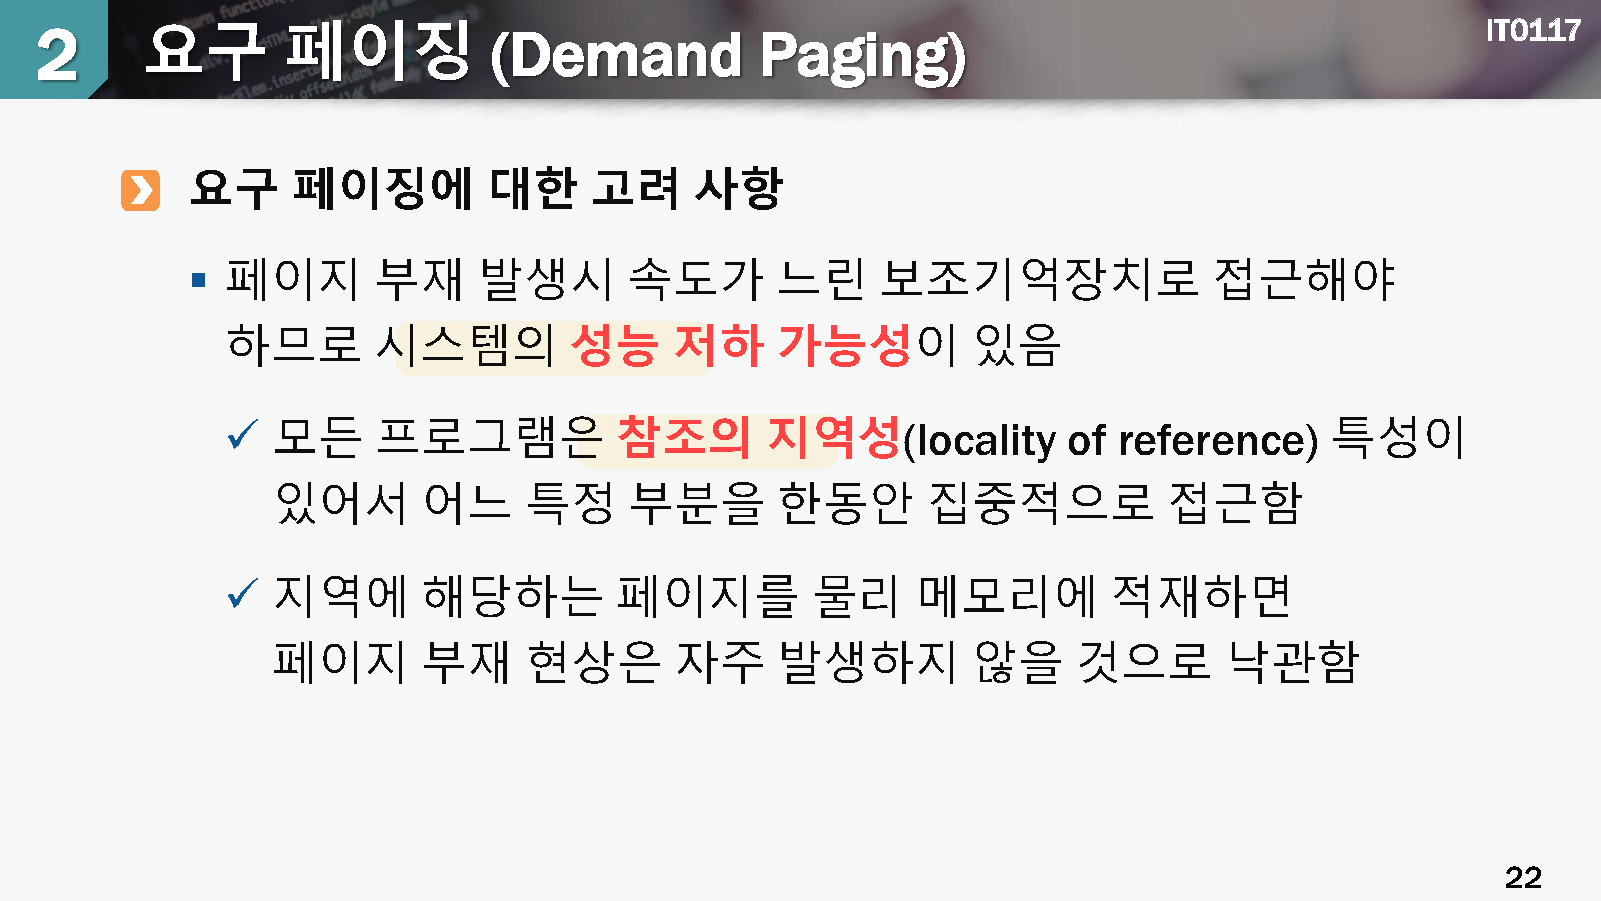 2 요구 페이징 (Demand Paging)
IT0117
요구 페이징에 대한 고려 사항
▪ 페이지 부재 발생시 속도가 느린 보조기억장치로 접근해야
하므로 시스템의 성능 저하 가능성이 있음
✓ 모든 프로그램은 참조의 지역성(locality of reference) 특성이
있어서 어느 특정 부분을 한동안 집중적으로 접근함
✓ 지역에 해당하는 페이지를 물리 메모리에 적재하면
페이지 부재 현상은 자주 발생하지 않을 것으로 낙관함
22